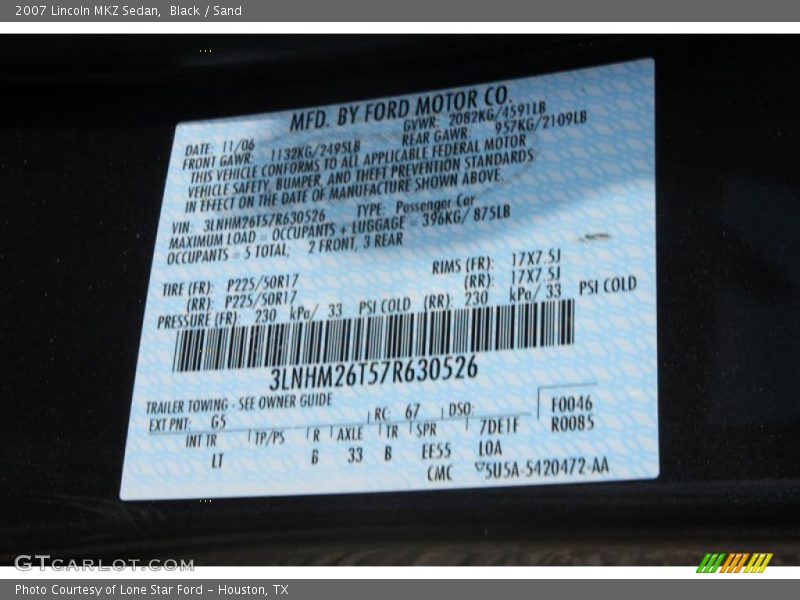 2007 Lincoln MKZ Sedan,  Black / Sand
MFD. BY FORD MOTOR CO.
DATE: 11/06 GVWR: 2082KG/4591LB
FRONT GAWR: 1132KG/2495LB REAR GAWR: 957KG/2109LB
THIS VEHICLE CONFORMS TO ALL APPLICABLE FEDERAL MOTOR
VEHICLE SAFETY, BUMPER, AND THEFT PREVENTION STANDARDS
IN EFFECT ON THE DATE OF MANUFACTURE SHOWN ABOVE.
VIN: 3LNHM26T57R630526 TYPE: Passenger Car
MAXIMUM LOAD = OCCUPANTS + LUGGAGE = 396KG/ 875LB
OCCUPANTS = 5 TOTAL; 2 FRONT, 3 REAR
TIRE (FR): P225/50R17 RIMS (FR): 17X7.5J
(RR): P225/50R17 (RR): 17X7.5J
PRESSURE (FR): 230 kPa/ 33 PSI COLD (RR): 230 kPa/ 33 PSI COLD
3LNHM26T57R630526
TRAILER TOWING - SEE OWNER GUIDE
EXT PNT: G5 RC: 67 DSO: F0046
INT TR TP/PS R AXLE TR SPR 7DE1F R0085
LT B 33 B EE55 LOA
CMC ▽5U5A-5420472-AA
GTCARLOT.COM
Photo Courtesy of Lone Star Ford - Houston, TX